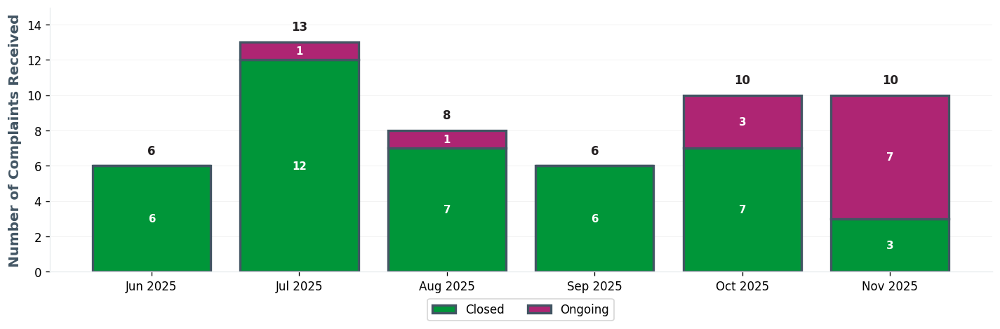 Number of Complaints Received
14
12
10
8
6
4
2
0
6
6
13
1
12
8
1
7
6
6
10
3
7
10
7
3
Jun 2025
Jul 2025
Aug 2025
Sep 2025
Oct 2025
Nov 2025
Closed
Ongoing